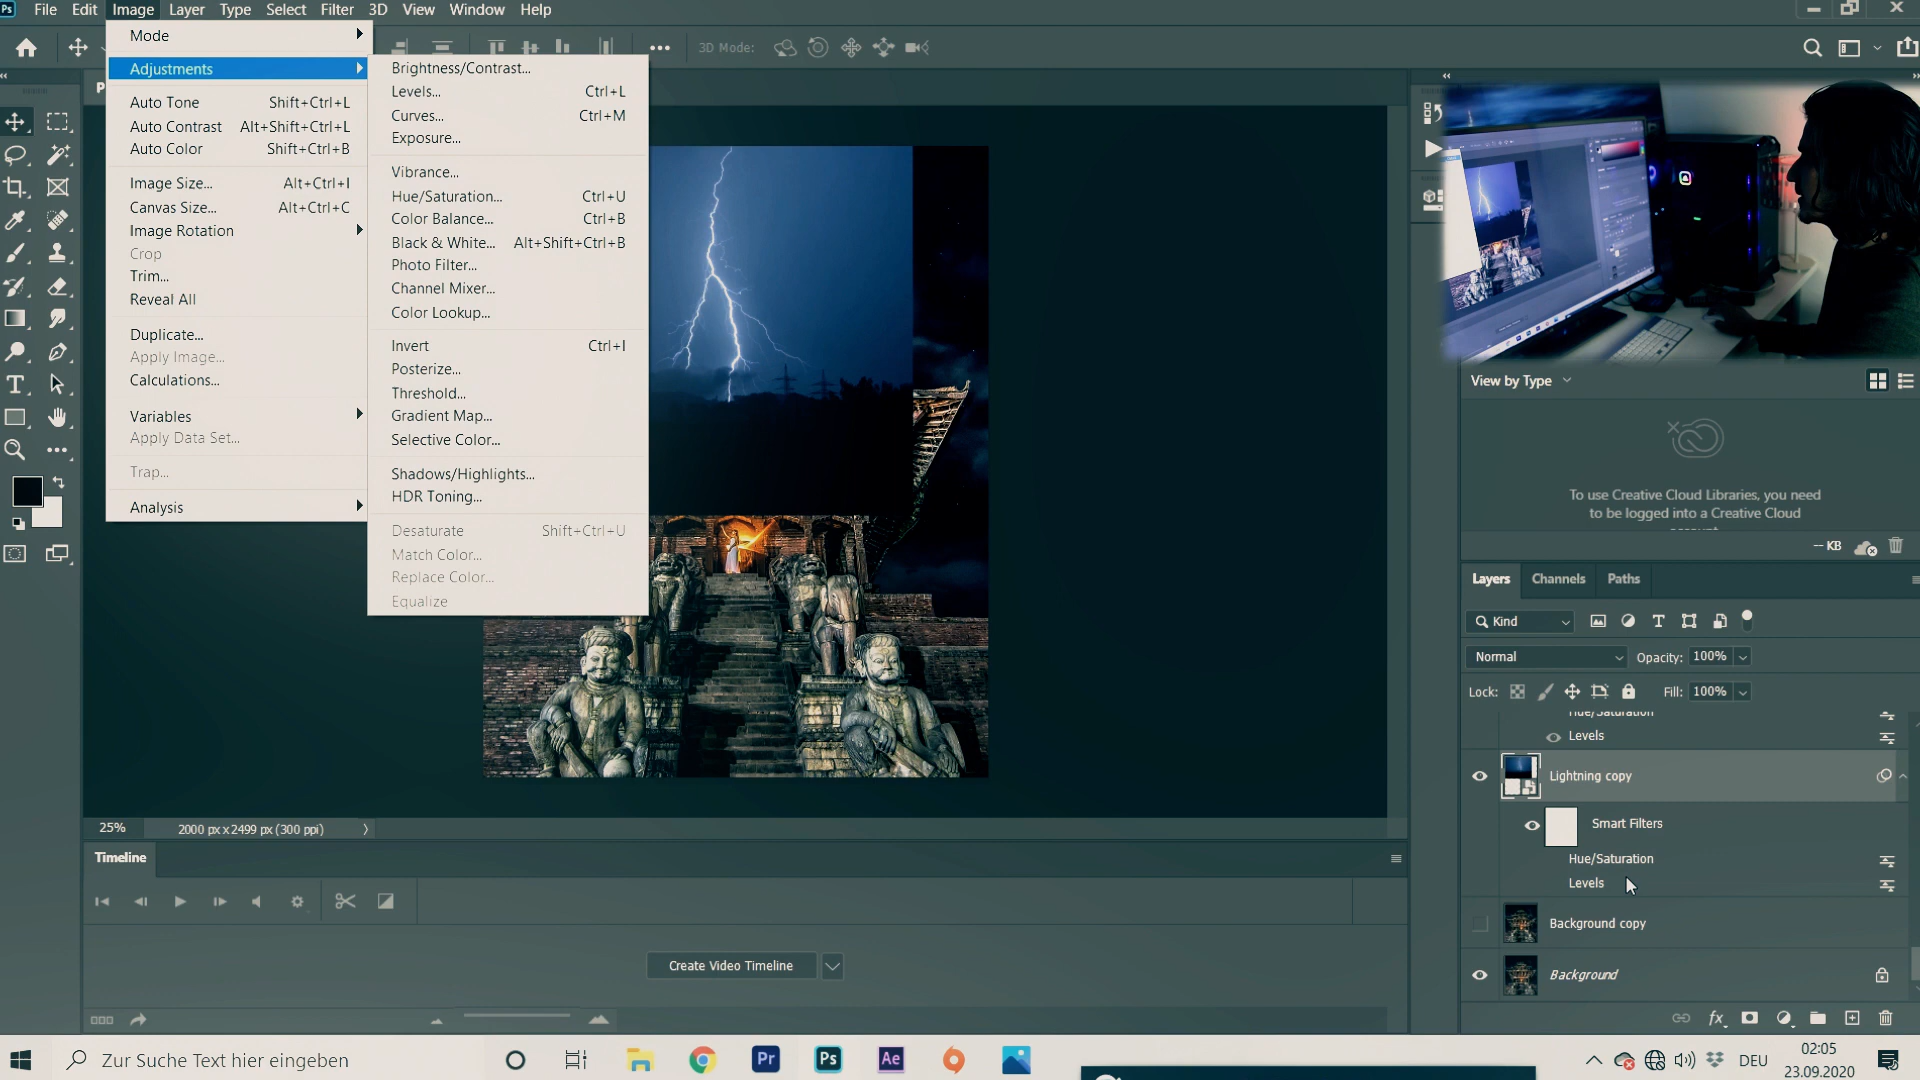 Ps File Edit Image Layer Type Select Filter 3D View Window Help
3D Mode:
Mode
Adjustments
Auto Tone Shift+Ctrl+L
Auto Contrast Alt+Shift+Ctrl+L
Auto Color Shift+Ctrl+B
Image Size... Alt+Ctrl+I
Canvas Size... Alt+Ctrl+C
Image Rotation
Crop
Trim...
Reveal All
Duplicate...
Apply Image...
Calculations...
Variables
Apply Data Set...
Trap...
Analysis
Brightness/Contrast...
Levels... Ctrl+L
Curves... Ctrl+M
Exposure...
Vibrance...
Hue/Saturation... Ctrl+U
Color Balance... Ctrl+B
Black & White... Alt+Shift+Ctrl+B
Photo Filter...
Channel Mixer...
Color Lookup...
Invert Ctrl+I
Posterize...
Threshold...
Gradient Map...
Selective Color...
Shadows/Highlights...
HDR Toning...
Desaturate Shift+Ctrl+U
Match Color...
Replace Color...
Equalize
View by Type
To use Creative Cloud Libraries, you need
to be logged into a Creative Cloud
-- KB
Layers Channels Paths
Kind
Normal Opacity: 100%
Lock: Fill: 100%
Hue/Saturation
Levels
Lightning copy
Smart Filters
Hue/Saturation
Levels
Background copy
Background
fx
25% 2000 px x 2499 px (300 ppi)
Timeline
Create Video Timeline
Zur Suche Text hier eingeben
Pr Ps Ae
DEU
02:05
23.09.2020